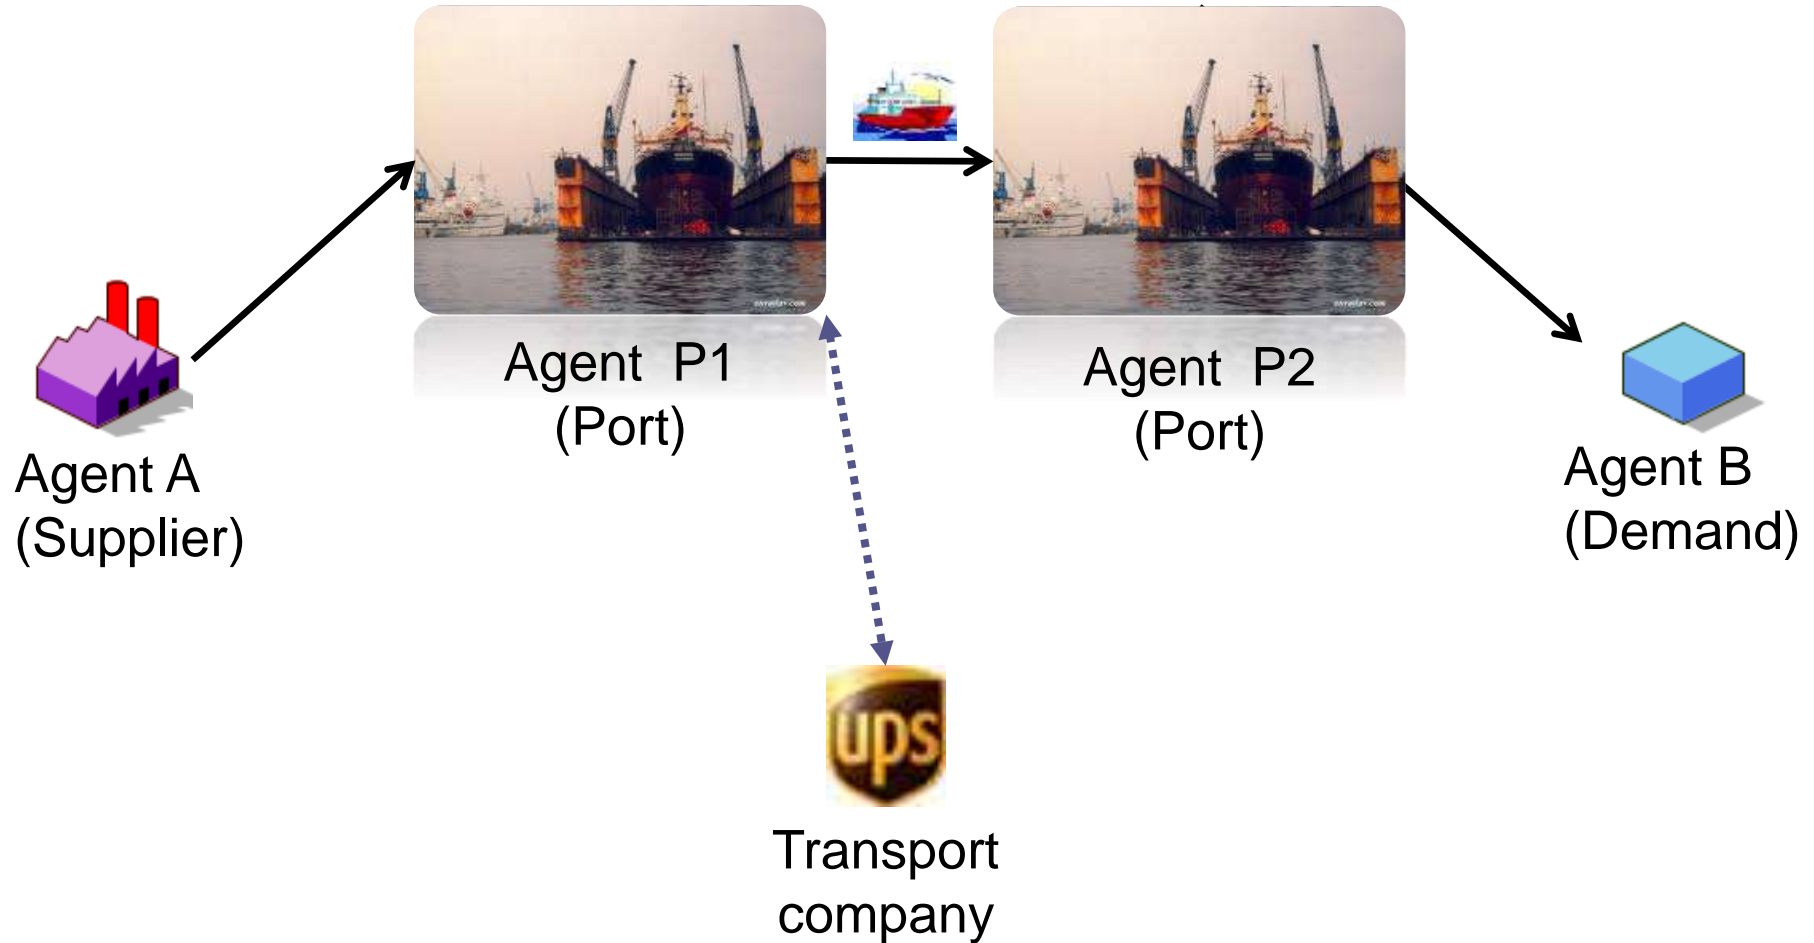 Agent P1
(Port)
Agent P2
(Port)
Agent A
(Supplier)
Agent B
(Demand)
ups
Transport
company